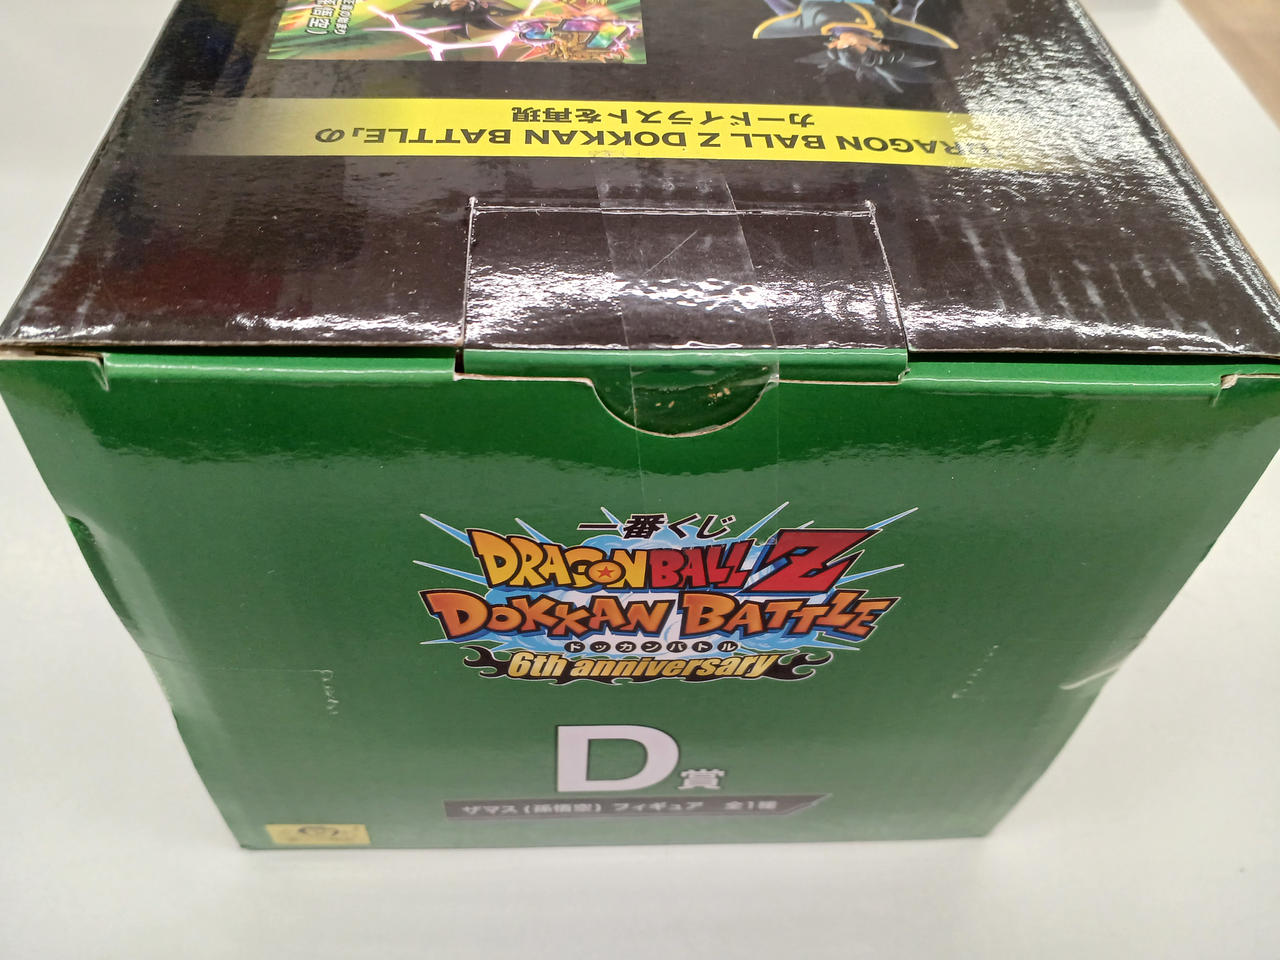 DRAGON BALL Z DOKKAN BATTLE」の
カードイラストを再現
一番くじ
DRAGONBALL Z
DOKKAN BATTLE
ドッカンバトル
6th anniversary
D賞
ザマス(孫悟空) フィギュア 全1種